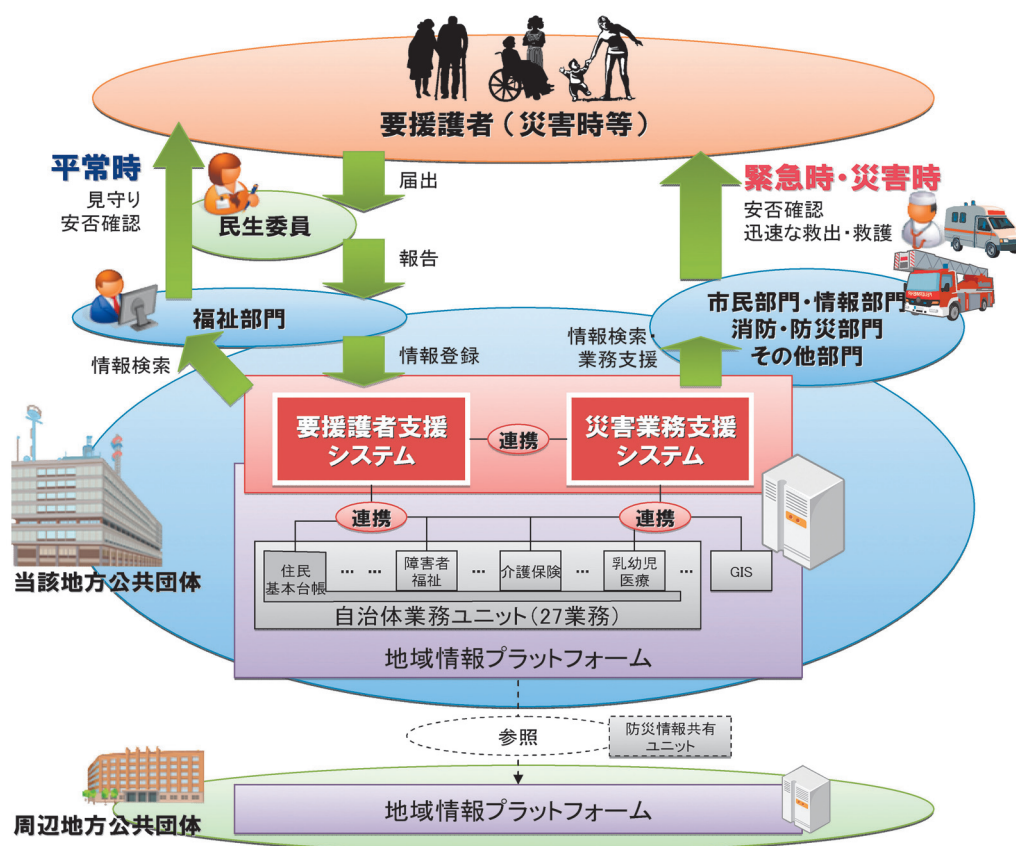 要援護者（災害時等）
平常時
見守り
安否確認
届出
民生委員
報告
緊急時・災害時
安否確認
迅速な救出・救護
福祉部門
市民部門・情報部門
消防・防災部門
その他部門
情報検索
情報登録
情報検索・
業務支援
要援護者支援
システム
連携
災害業務支援
システム
連携
連携
当該地方公共団体
住民
基本台帳
… …
障害者
福祉
…
介護保険
…
乳幼児
医療
…
GIS
自治体業務ユニット（27業務）
地域情報プラットフォーム
参照
防災情報共有
ユニット
周辺地方公共団体
地域情報プラットフォーム